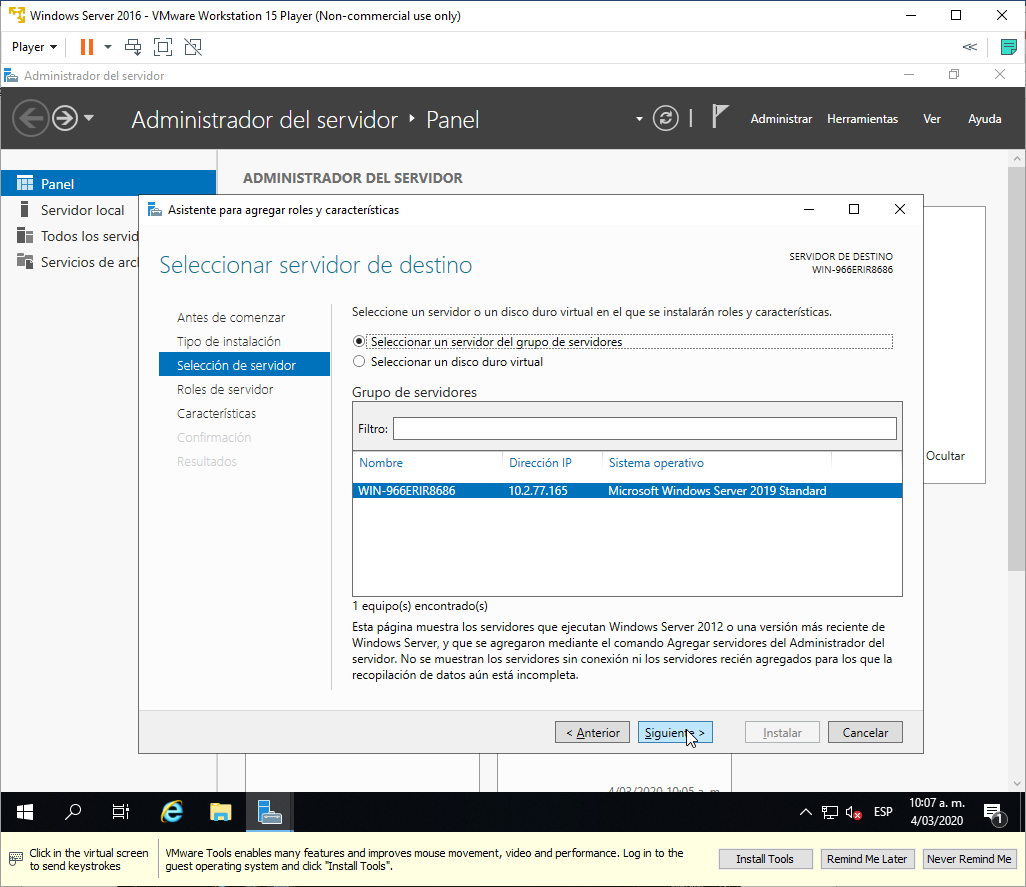 Windows Server 2016 - VMware Workstation 15 Player (Non-commercial use only)
Player
Administrador del servidor
Administrador del servidor Panel
Administrar Herramientas Ver Ayuda
Panel
Servidor local
Todos los servid
Servicios de arc
ADMINISTRADOR DEL SERVIDOR
Ocultar
Asistente para agregar roles y características
Seleccionar servidor de destino
SERVIDOR DE DESTINO
WIN-966ERIR8686
Antes de comenzar
Tipo de instalación
Selección de servidor
Roles de servidor
Características
Confirmación
Resultados
Seleccione un servidor o un disco duro virtual en el que se instalarán roles y características.
Seleccionar un servidor del grupo de servidores
Seleccionar un disco duro virtual
Grupo de servidores
Filtro:
Nombre Dirección IP Sistema operativo
WIN-966ERIR8686 10.2.77.165 Microsoft Windows Server 2019 Standard
1 equipo(s) encontrado(s)
Esta página muestra los servidores que ejecutan Windows Server 2012 o una versión más reciente de
Windows Server, y que se agregaron mediante el comando Agregar servidores del Administrador del
servidor. No se muestran los servidores sin conexión ni los servidores recién agregados para los que la
recopilación de datos aún está incompleta.
< Anterior Siguiente > Instalar Cancelar
4/03/2020 10:05 a. m.
ESP
10:07 a. m.
4/03/2020
1
Click in the virtual screen
to send keystrokes
VMware Tools enables many features and improves mouse movement, video and performance. Log in to the
guest operating system and click "Install Tools".
Install Tools Remind Me Later Never Remind Me